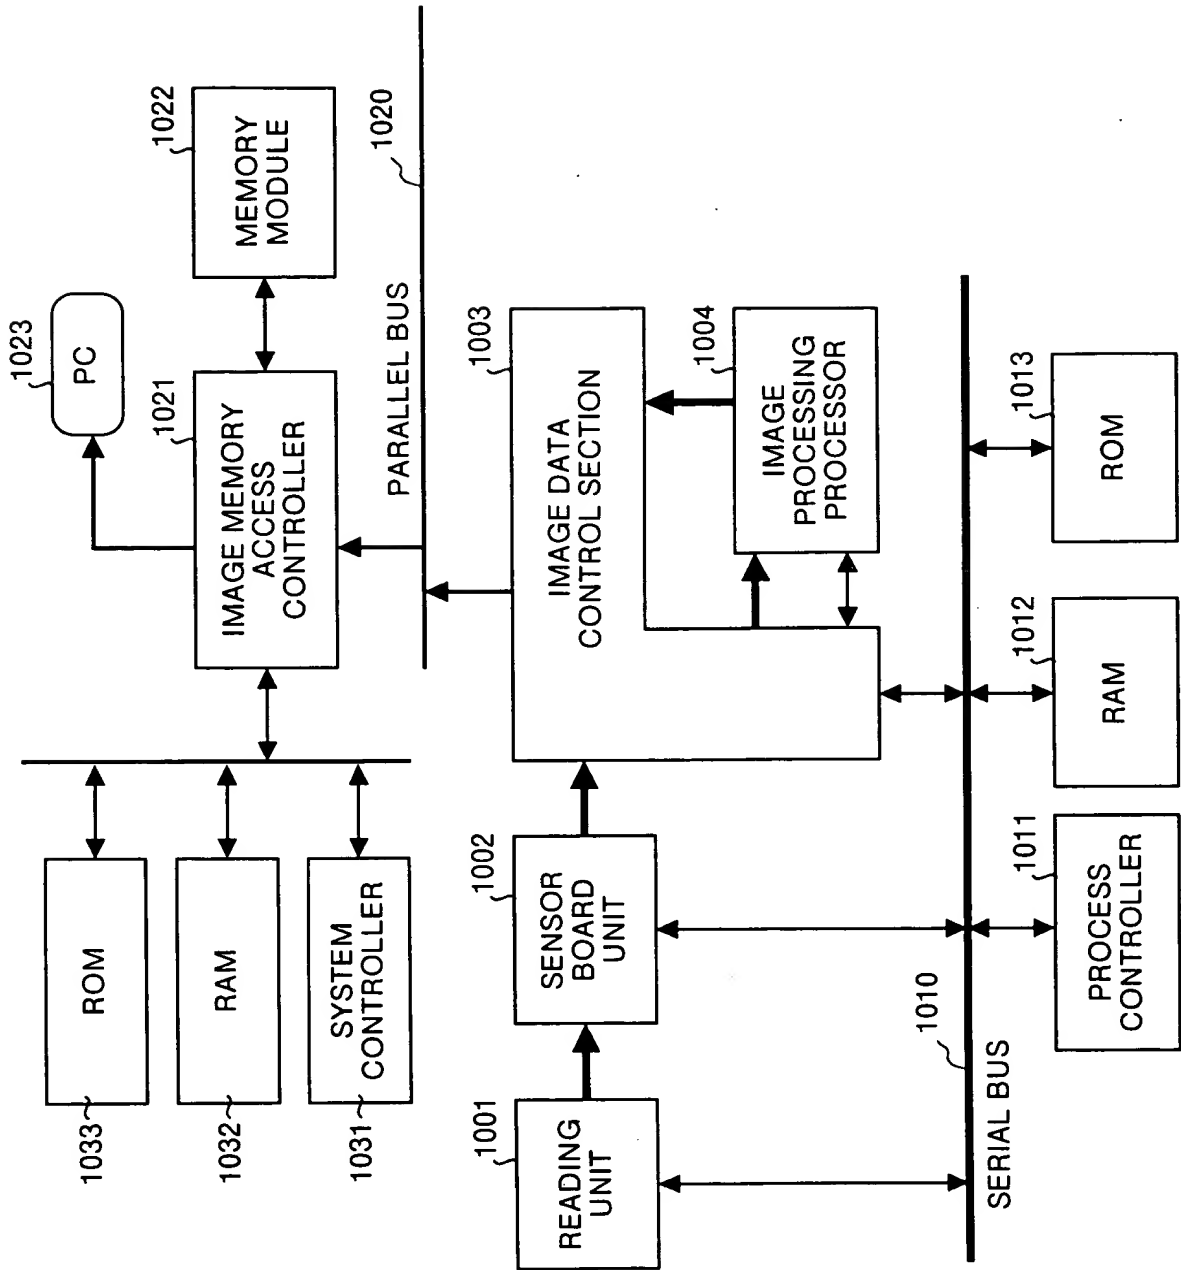 1033
ROM
1032
RAM
1031
SYSTEM
CONTROLLER
1023
PC
1021
IMAGE MEMORY
ACCESS
CONTROLLER
1022
MEMORY
MODULE
PARALLEL BUS
1020
1001
READING
UNIT
1002
SENSOR
BOARD
UNIT
1003
IMAGE DATA
CONTROL SECTION
1004
IMAGE
PROCESSING
PROCESSOR
1010
SERIAL BUS
1011
PROCESS
CONTROLLER
1012
RAM
1013
ROM